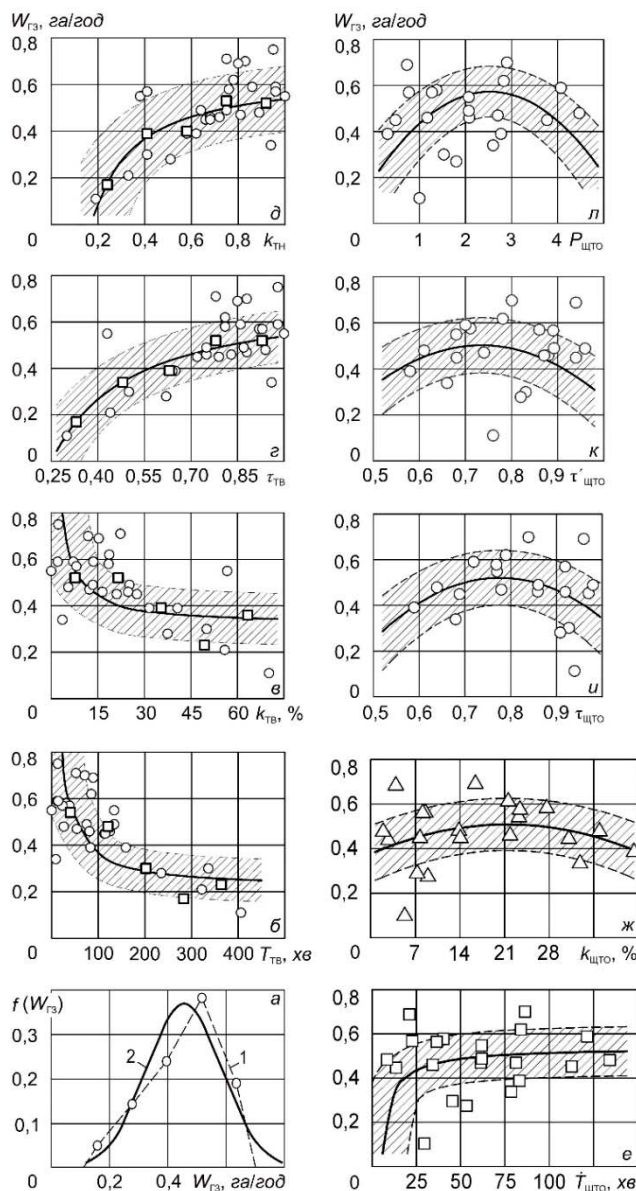 W_ГЗ, га/год
0,8
0,6
0,4
0,2
0
0,2 0,4 0,6 0,8
k_ТН
д
W_ГЗ, га/год
0,8
0,6
0,4
0,2
0
1 2 3 4 P_ЩТО
л
0,8
0,6
0,4
0,2
0
0,25 0,40 0,55 0,70 0,85 τ_ТВ
г
0,8
0,6
0,4
0,2
0
0,5 0,6 0,7 0,8 0,9 τ´_ЩТО
к
0,8
0,6
0,4
0,2
0
15 30 45 60 k_ТВ, %
в
0,8
0,6
0,4
0,2
0
0,5 0,6 0,7 0,8 0,9 τ_ЩТО
и
0,8
0,6
0,4
0,2
0
100 200 300 400
T_ТВ, хв
б
0,8
0,6
0,4
0,2
0
7 14 21 28 k_ЩТО, %
ж
f (W_ГЗ)
а
0,3
0,2
0,1
0
2
1
0,2 0,4 W_ГЗ, га/год
0,8
0,6
0,4
0,2
0
25 50 75 100 Ṫ_ЩТО, хв
е